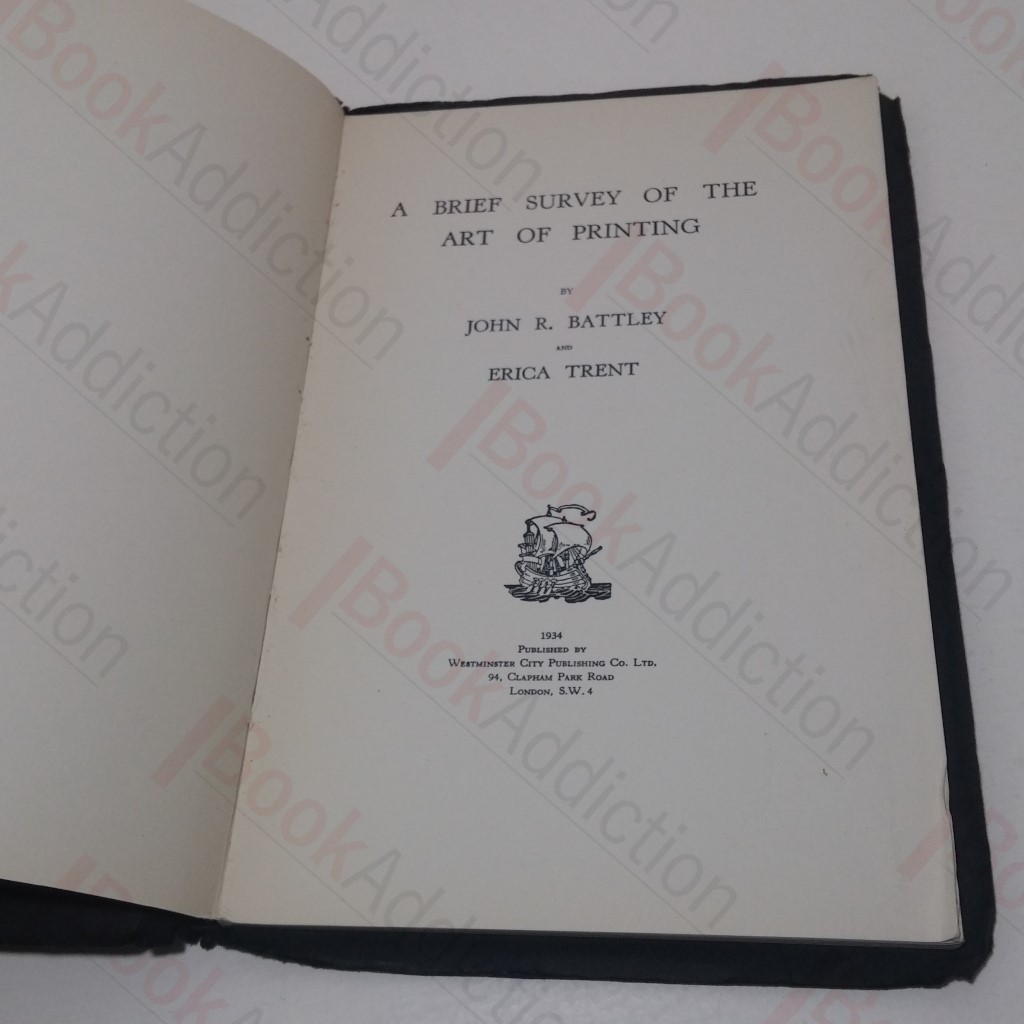 A BRIEF SURVEY OF THE
ART OF PRINTING
BY
JOHN R. BATTLEY
AND
ERICA TRENT
1934
PUBLISHED BY
WESTMINSTER CITY PUBLISHING CO. LTD,
94, CLAPHAM PARK ROAD
LONDON, S.W. 4
BookAddiction